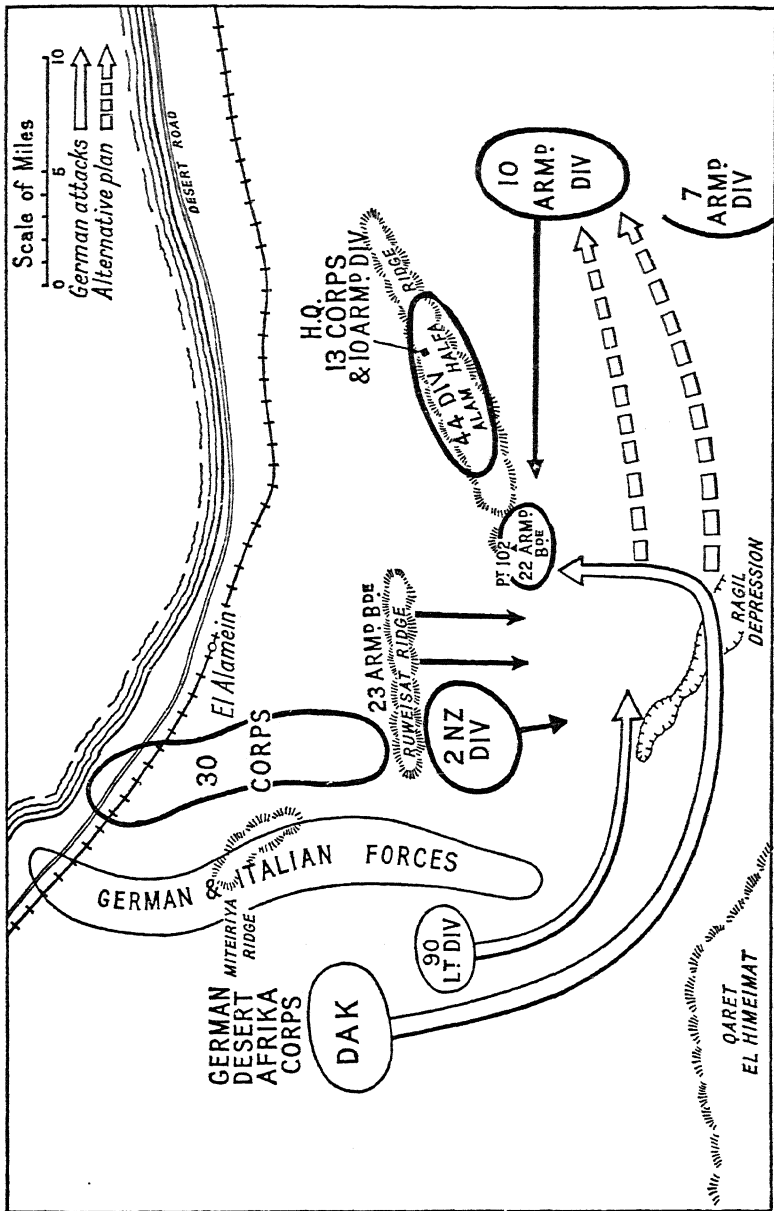 Scale of Miles
0 5 10
German attacks
Alternative plan
DESERT ROAD
El Alamein
30
CORPS
GERMAN & ITALIAN FORCES
MITEIRIYA
RIDGE
GERMAN
DESERT
AFRIKA
CORPS
DAK
90
LT DIV
23 ARMD BDE
RUWEISAT RIDGE
2 NZ
DIV
H.Q.
13 CORPS
& 10 ARMD DIV
RIDGE
44 DIV
ALAM HALFA
PT 102
22 ARMD
BDE
10
ARMD
DIV
7
ARMD
DIV
RAGIL
DEPRESSION
QARET
EL HIMEIMAT